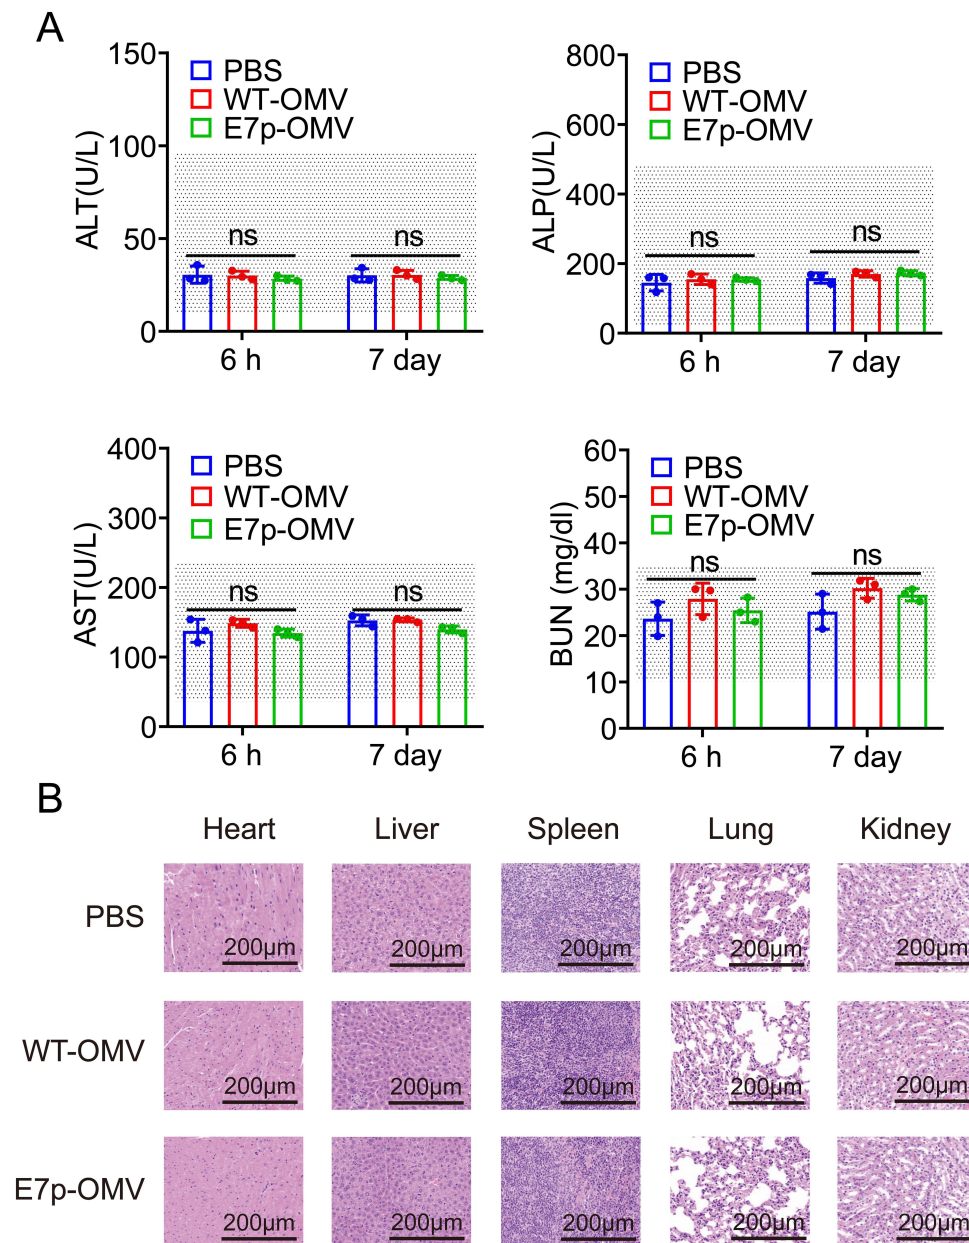 A
ALT(U/L)
150
100
50
0
PBS
WT-OMV
E7p-OMV
ns
ns
6 h
7 day
ALP(U/L)
800
600
400
200
0
PBS
WT-OMV
E7p-OMV
ns
ns
6 h
7 day
AST(U/L)
400
300
200
100
0
PBS
WT-OMV
E7p-OMV
ns
ns
6 h
7 day
BUN (mg/dl)
60
50
40
30
20
10
0
PBS
WT-OMV
E7p-OMV
ns
ns
6 h
7 day
B
Heart Liver Spleen Lung Kidney
PBS
200μm 200μm 200μm 200μm 200μm
WT-OMV
200μm 200μm 200μm 200μm 200μm
E7p-OMV
200μm 200μm 200μm 200μm 200μm